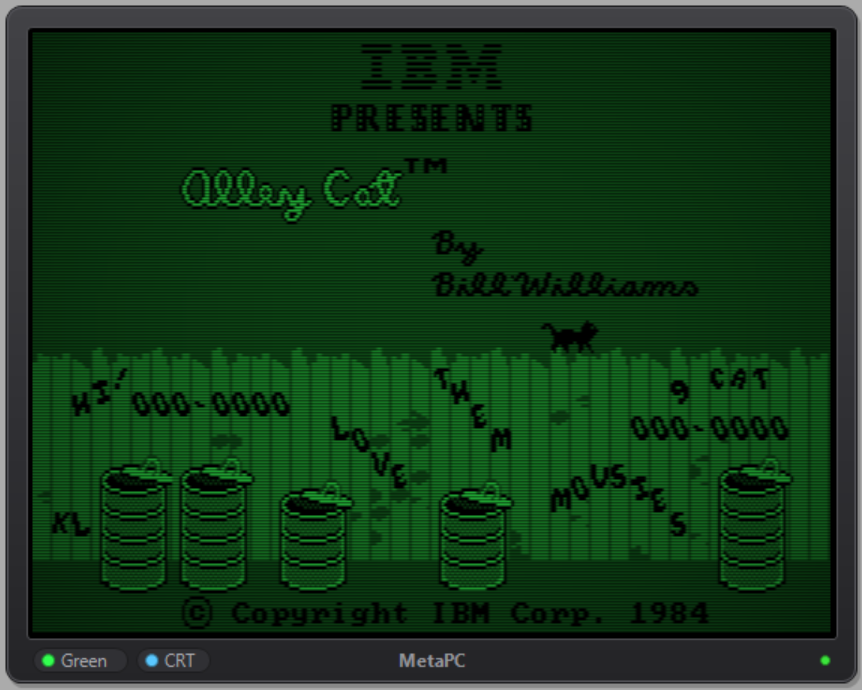 IBM
PRESENTS
Alley Cat™
By
Bill Williams
HI! 000-0000
THEM
9 CAT
000-0000
LOVE
MOUSIES
KL
© Copyright IBM Corp. 1984
Green CRT MetaPC